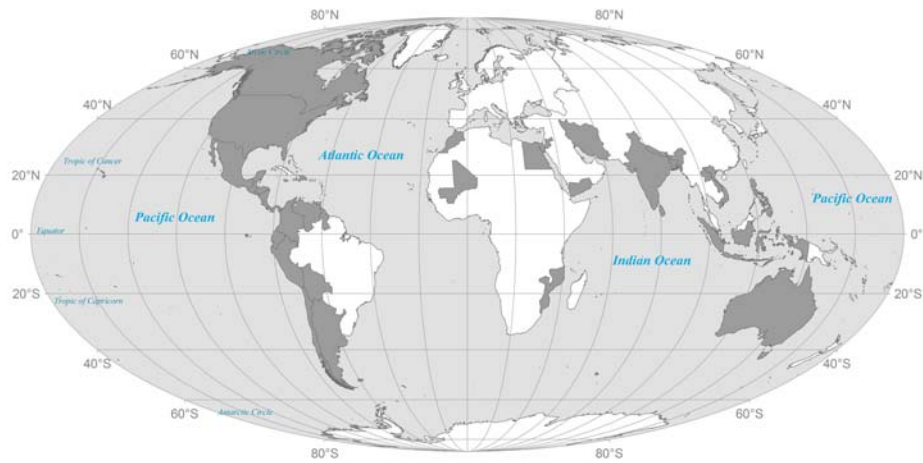 80°N 80°N
60°N Arctic Circle 60°N
40°N 40°N
Tropic of Cancer Atlantic Ocean
20°N 20°N
Pacific Ocean Pacific Ocean
Equator 0° 0°
Indian Ocean
20°S 20°S
Tropic of Capricorn
40°S 40°S
60°S Antarctic Circle 60°S
80°S 80°S